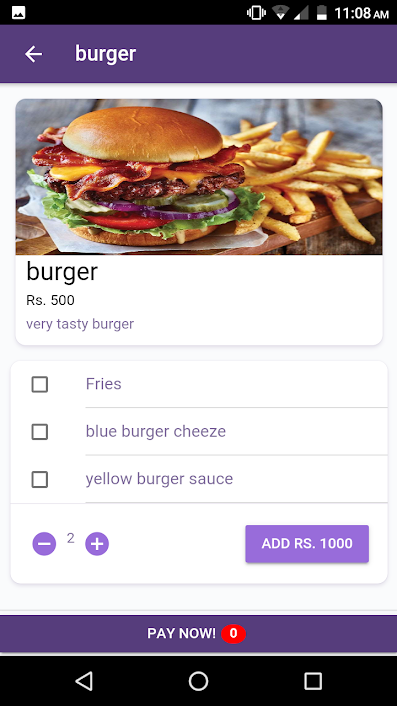 11:08 AM
burger
burger
Rs. 500
very tasty burger
Fries
blue burger cheeze
yellow burger sauce
2
ADD RS. 1000
PAY NOW! 0